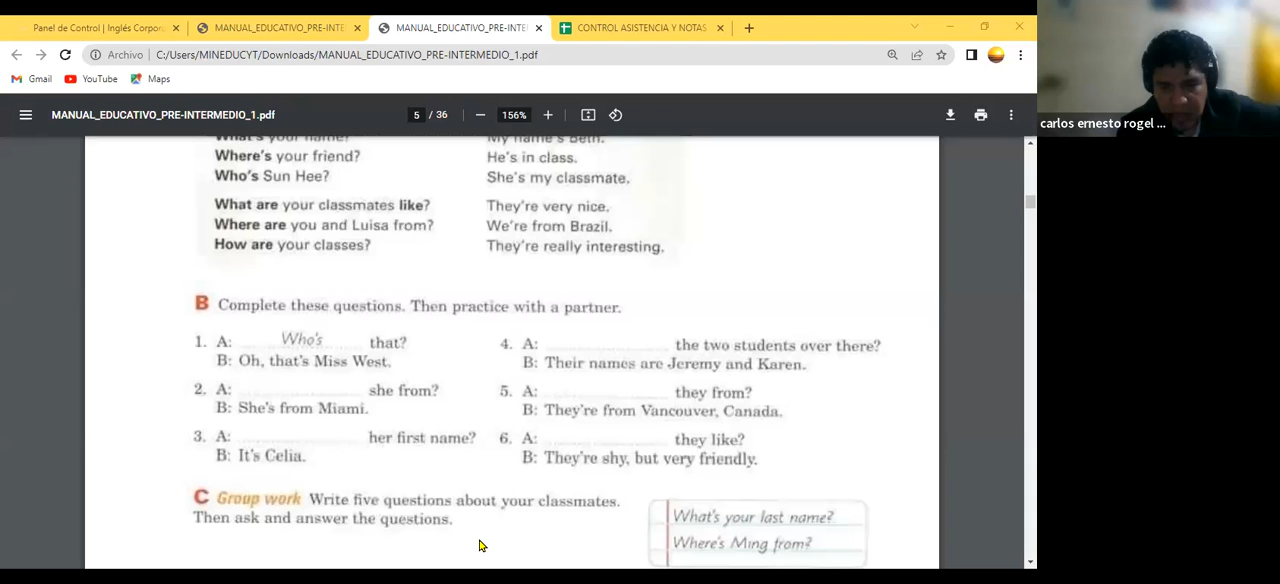 Panel de Control | Inglés Corpor
MANUAL_EDUCATIVO_PRE-INTE
MANUAL_EDUCATIVO_PRE-INTE
CONTROL ASISTENCIA Y NOTAS
Archivo C:/Users/MINEDUCYT/Downloads/MANUAL_EDUCATIVO_PRE-INTERMEDIO_1.pdf
Gmail YouTube Maps
carlos ernesto rogel ...
MANUAL_EDUCATIVO_PRE-INTERMEDIO_1.pdf 5 / 36 156%
What's your name? My name's Beth.
Where's your friend? He's in class.
Who's Sun Hee? She's my classmate.
What are your classmates like? They're very nice.
Where are you and Luisa from? We're from Brazil.
How are your classes? They're really interesting.
B Complete these questions. Then practice with a partner.
1. A: Who's that?
B: Oh, that's Miss West.
2. A: she from?
B: She's from Miami.
3. A: her first name?
B: It's Celia.
4. A: the two students over there?
B: Their names are Jeremy and Karen.
5. A: they from?
B: They're from Vancouver, Canada.
6. A: they like?
B: They're shy, but very friendly.
C Group work Write five questions about your classmates.
Then ask and answer the questions.
What's your last name?
Where's Ming from?